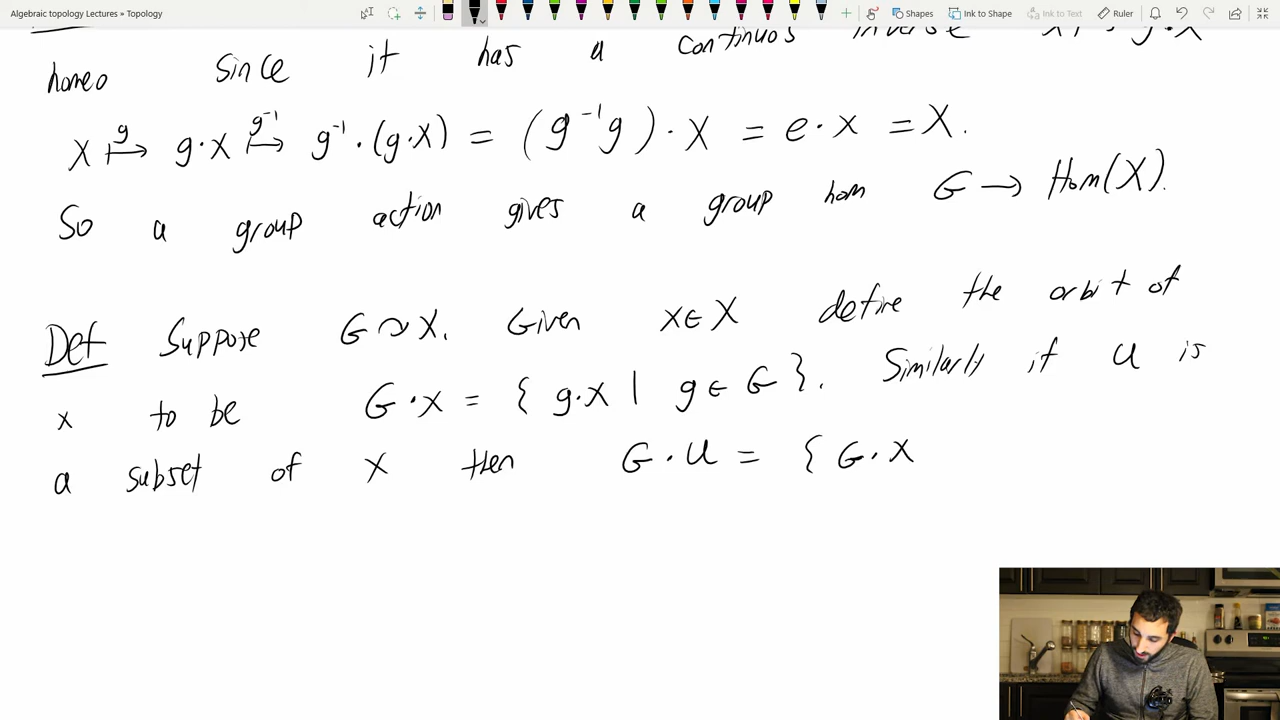 Algebraic topology Lectures » Topology
Shapes Ink to Shape Ink to Text Ruler
homeo since it has a continuos inverse
x ↦^g g·x ↦^g⁻¹ g⁻¹·(g·x) = (g⁻¹g)·x = e·x = x.
So a group action gives a group hom G → Hom(X).
Def Suppose G ↷ X. Given x ∈ X define the orbit of
x to be G·x = { g·x | g ∈ G }. Similarly if U is
a subset of X then G·U = { G·x